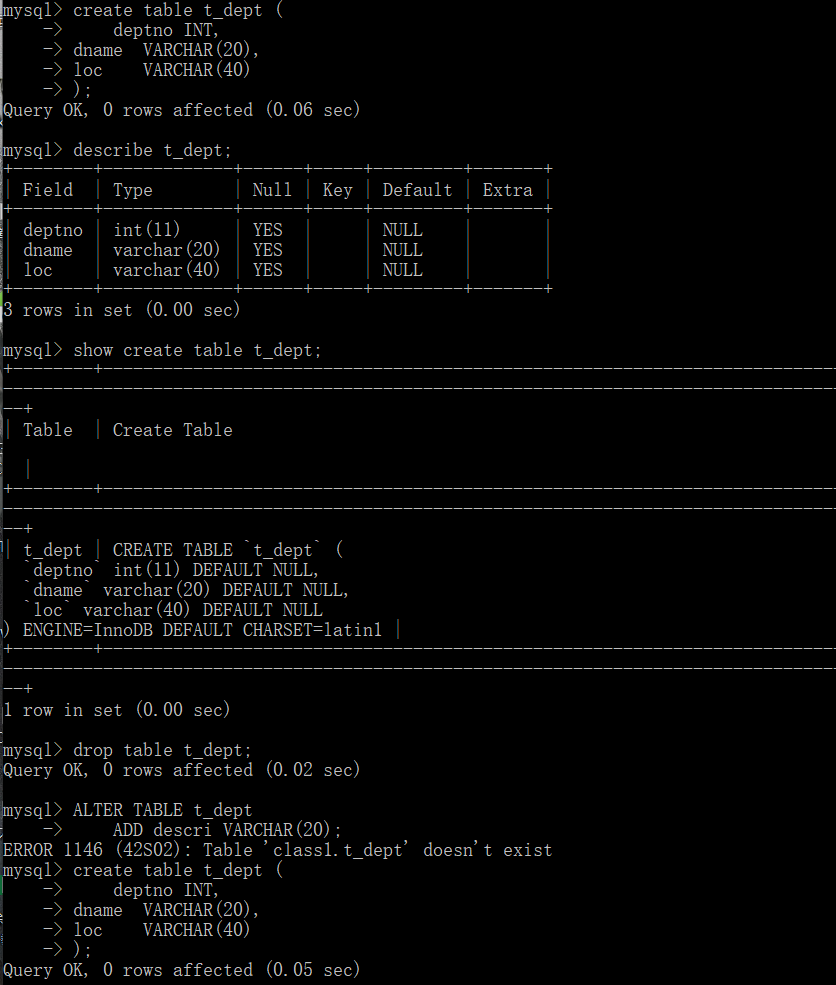 mysql> create table t_dept (
    ->     deptno INT,
    -> dname  VARCHAR(20),
    -> loc    VARCHAR(40)
    -> );
Query OK, 0 rows affected (0.06 sec)
mysql> describe t_dept;
+--------+-------------+------+-----+---------+-------+
| Field  | Type        | Null | Key | Default | Extra |
+--------+-------------+------+-----+---------+-------+
| deptno | int(11)     | YES  |     | NULL    |       |
| dname  | varchar(20) | YES  |     | NULL    |       |
| loc    | varchar(40) | YES  |     | NULL    |       |
+--------+-------------+------+-----+---------+-------+
3 rows in set (0.00 sec)
mysql> show create table t_dept;
+--------+--------------------------------------------------------------------------
-----------------------------------------------------------------------------------
--+
| Table  | Create Table
  |
+--------+--------------------------------------------------------------------------
-----------------------------------------------------------------------------------
--+
| t_dept | CREATE TABLE `t_dept` (
  `deptno` int(11) DEFAULT NULL,
  `dname` varchar(20) DEFAULT NULL,
  `loc` varchar(40) DEFAULT NULL
) ENGINE=InnoDB DEFAULT CHARSET=latin1 |
+--------+--------------------------------------------------------------------------
-----------------------------------------------------------------------------------
--+
1 row in set (0.00 sec)
mysql> drop table t_dept;
Query OK, 0 rows affected (0.02 sec)
mysql> ALTER TABLE t_dept
    ->     ADD descri VARCHAR(20);
ERROR 1146 (42S02): Table 'class1.t_dept' doesn't exist
mysql> create table t_dept (
    ->     deptno INT,
    -> dname  VARCHAR(20),
    -> loc    VARCHAR(40)
    -> );
Query OK, 0 rows affected (0.05 sec)